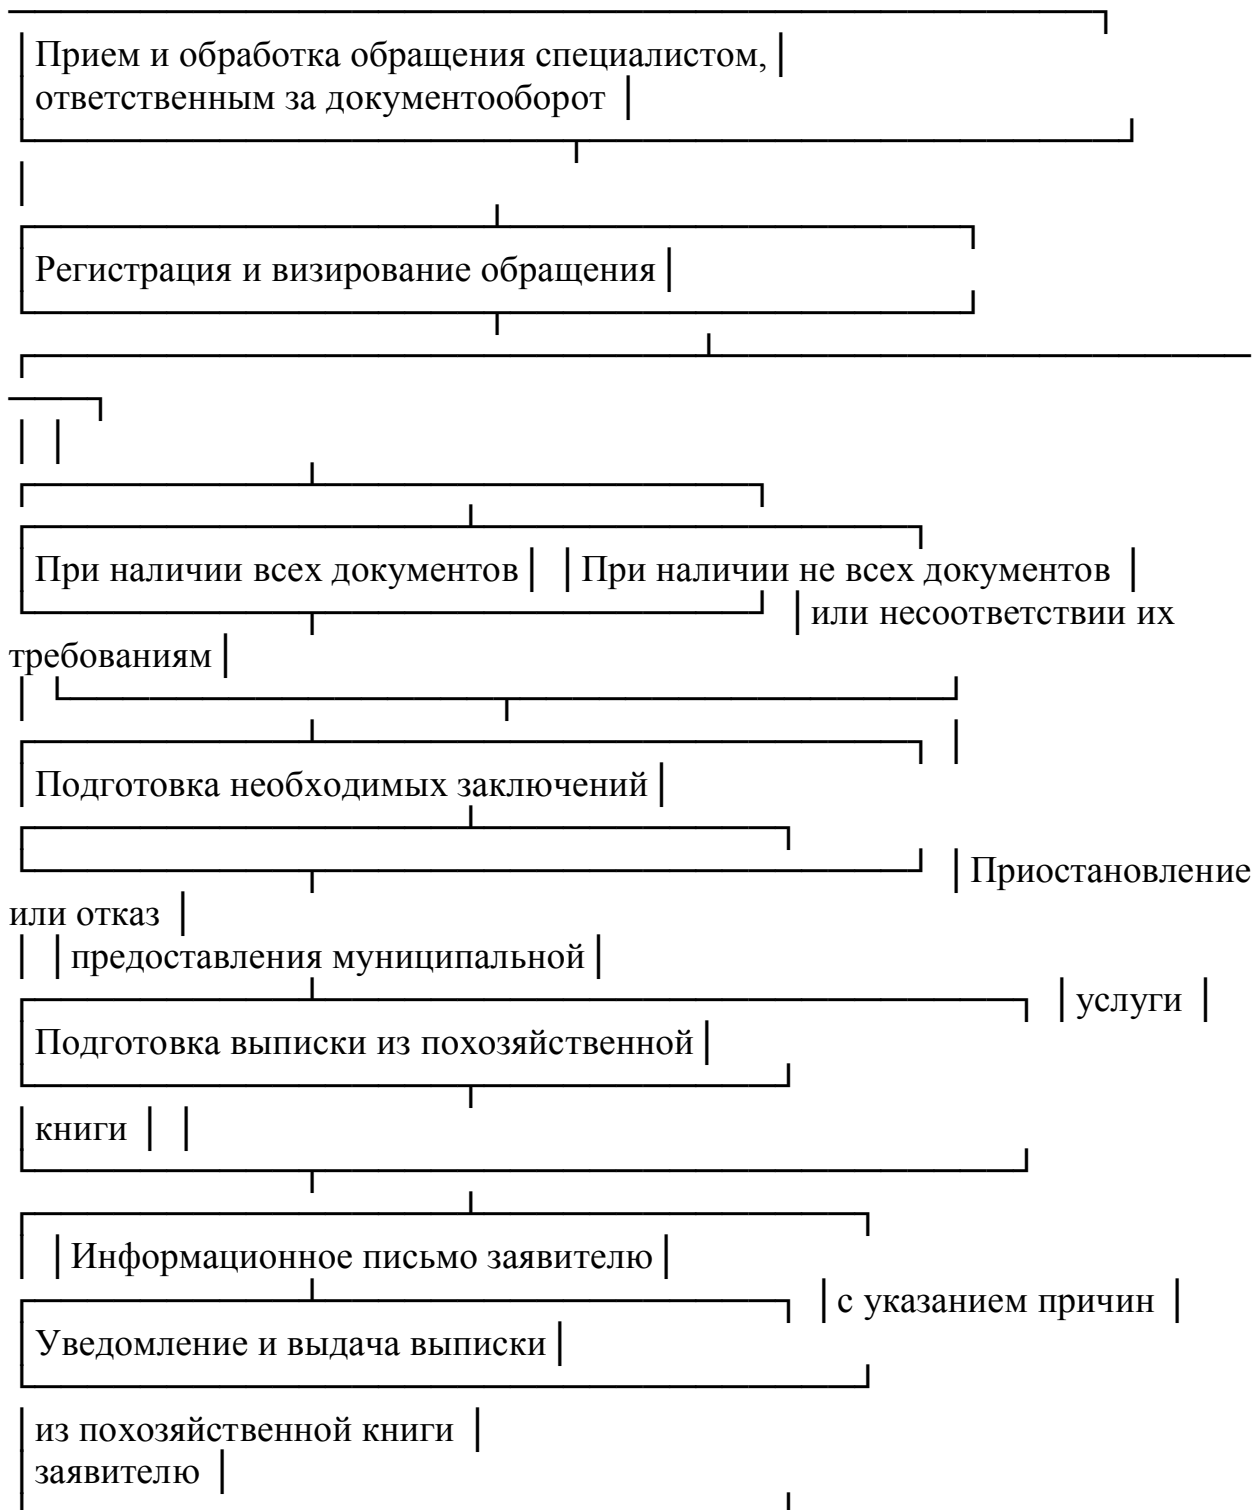 Прием и обработка обращения специалистом,
ответственным за документооборот
Регистрация и визирование обращения
При наличии всех документов При наличии не всех документов
или несоответствии их
требованиям
Подготовка необходимых заключений
Приостановление
или отказ
предоставления муниципальной
услуги
Подготовка выписки из похозяйственной
книги
Информационное письмо заявителю
с указанием причин
Уведомление и выдача выписки
из похозяйственной книги
заявителю